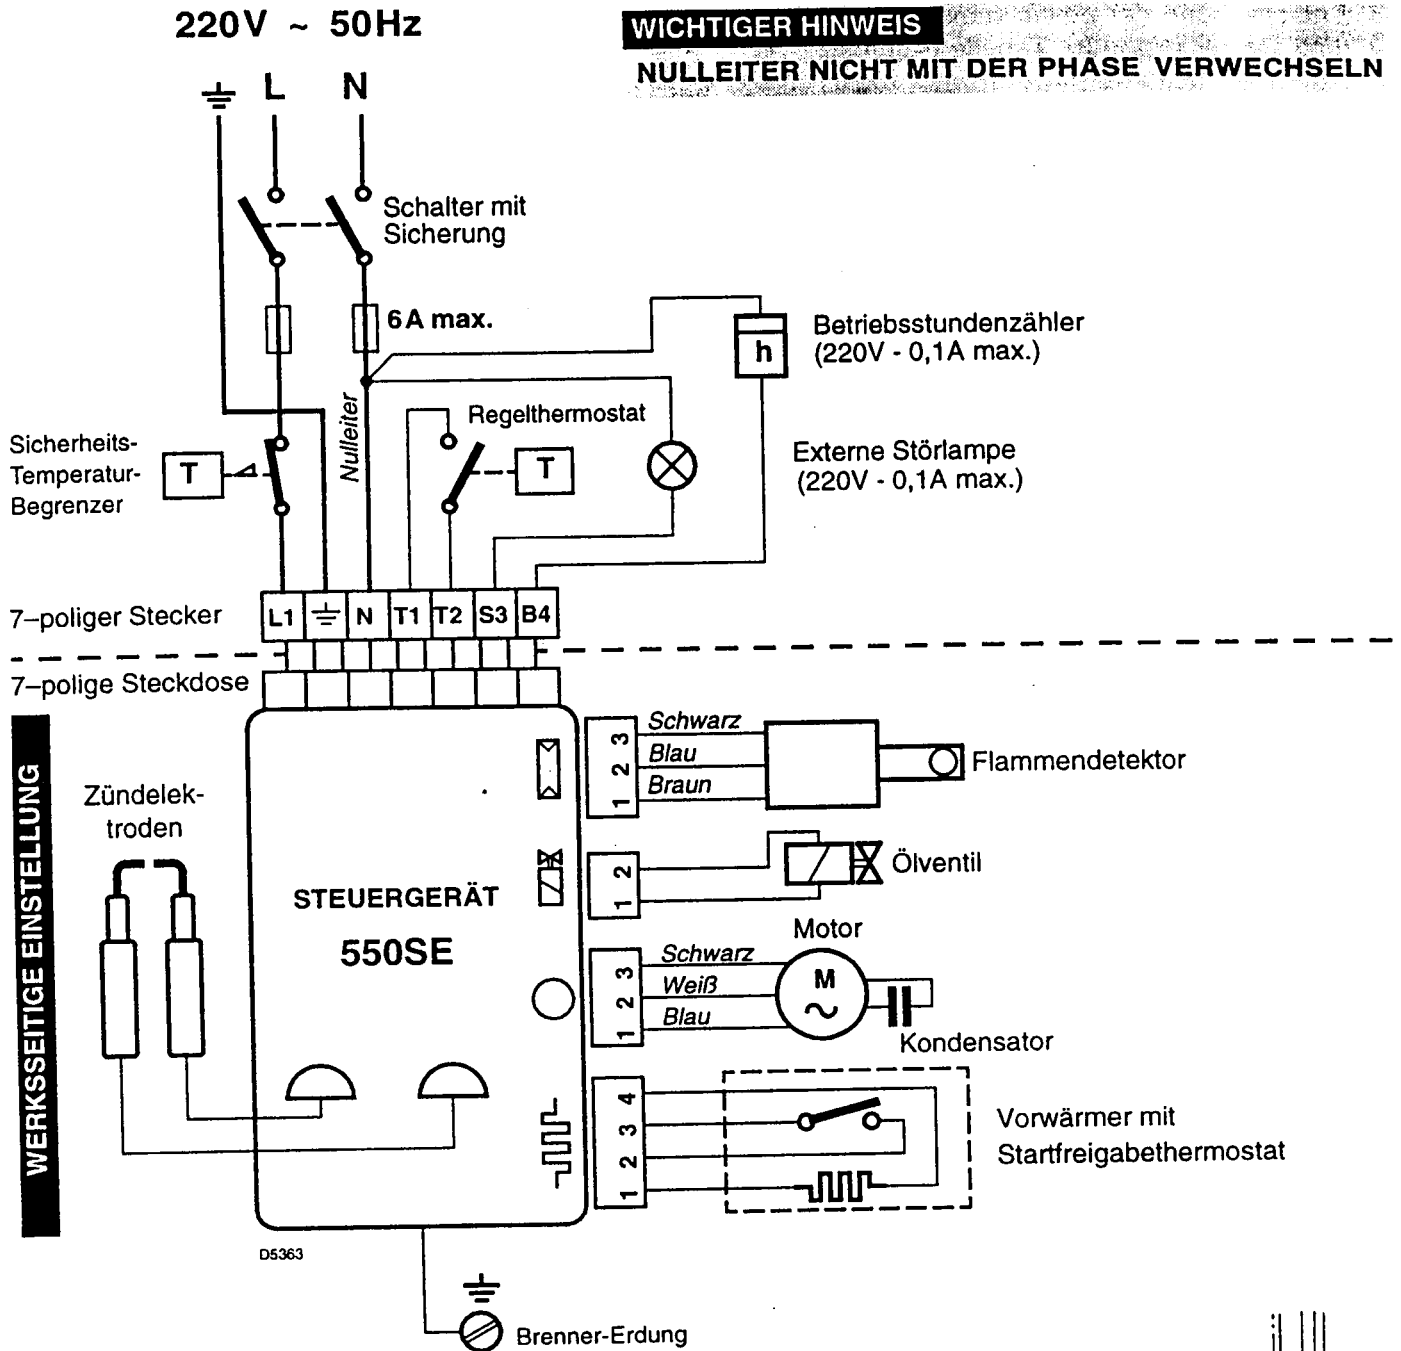 220V ~ 50Hz
WICHTIGER HINWEIS
NULLEITER NICHT MIT DER PHASE VERWECHSELN
L N
Schalter mit
Sicherung
6A max.
Betriebsstundenzähler
(220V - 0,1A max.)
h
Nulleiter
Regelthermostat
Sicherheits-
Temperatur-
Begrenzer
T
T
Externe Störlampe
(220V - 0,1A max.)
7–poliger Stecker
L1 N T1 T2 S3 B4
7–polige Steckdose
WERKSSEITIGE EINSTELLUNG
Zündelek-
troden
STEUERGERÄT
550SE
3 Schwarz
2 Blau
1 Braun
Flammendetektor
2
1
Ölventil
Motor
3 Schwarz
2 Weiß
1 Blau
M
Kondensator
4
3
2
1
Vorwärmer mit
Startfreigabethermostat
D5363
Brenner-Erdung